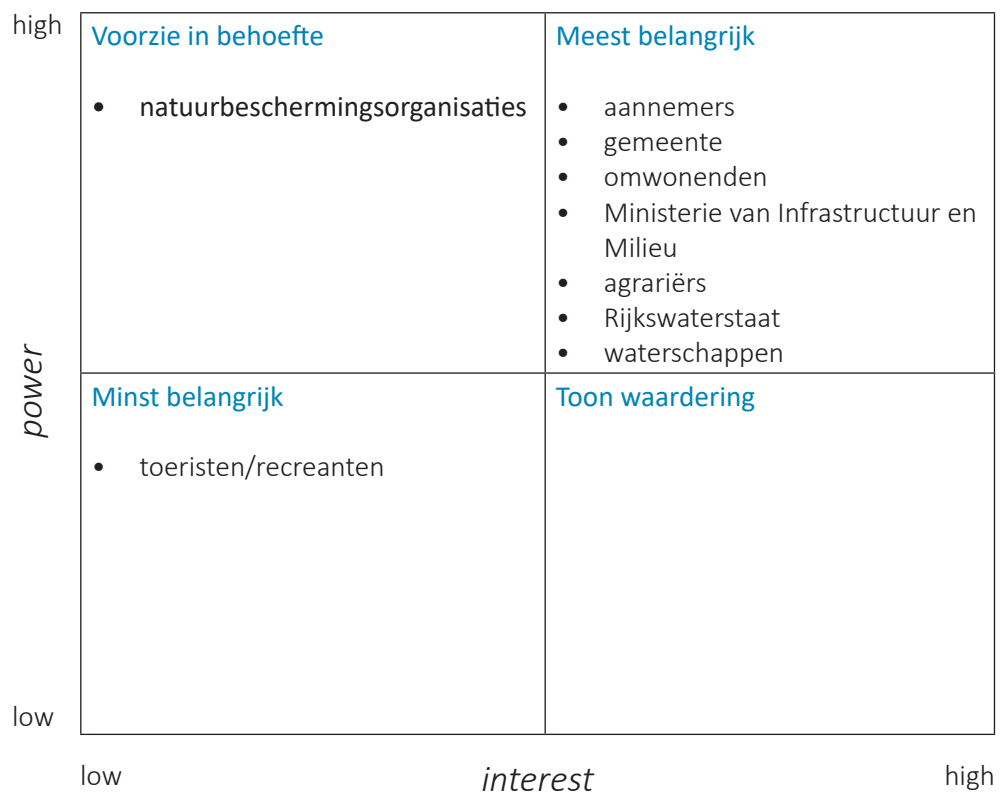 high
Voorzie in behoefte
• natuurbeschermingsorganisaties
Meest belangrijk
• aannemers
• gemeente
• omwonenden
• Ministerie van Infrastructuur en
Milieu
• agrariërs
• Rijkswaterstaat
• waterschappen
power
Minst belangrijk
• toeristen/recreanten
Toon waardering
low
low
interest
high